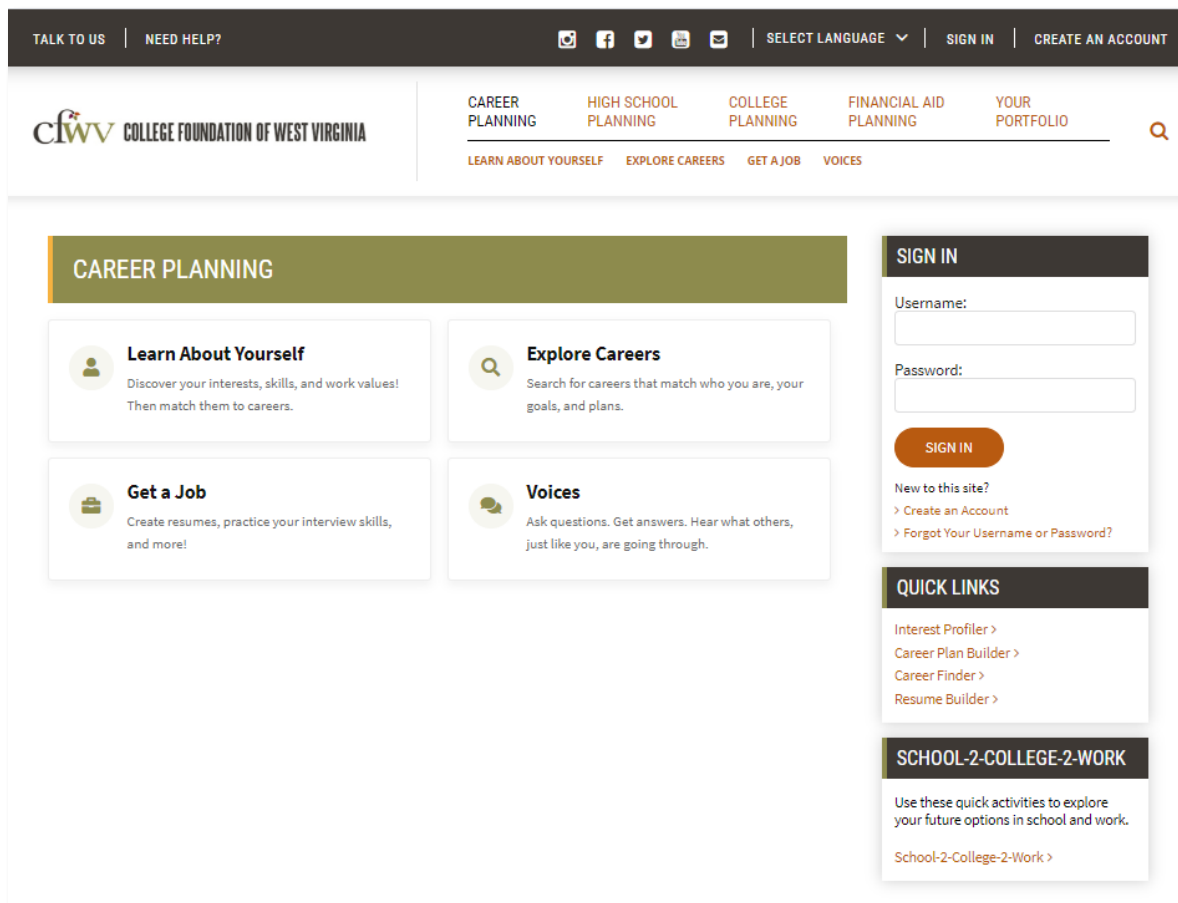 TALK TO US NEED HELP? SELECT LANGUAGE SIGN IN CREATE AN ACCOUNT
cfwv COLLEGE FOUNDATION OF WEST VIRGINIA
CAREER PLANNING
HIGH SCHOOL PLANNING
COLLEGE PLANNING
FINANCIAL AID PLANNING
YOUR PORTFOLIO
LEARN ABOUT YOURSELF EXPLORE CAREERS GET A JOB VOICES
CAREER PLANNING
Learn About Yourself
Discover your interests, skills, and work values!
Then match them to careers.
Explore Careers
Search for careers that match who you are, your
goals, and plans.
Get a Job
Create resumes, practice your interview skills,
and more!
Voices
Ask questions. Get answers. Hear what others,
just like you, are going through.
SIGN IN
Username:
Password:
SIGN IN
New to this site?
> Create an Account
> Forgot Your Username or Password?
QUICK LINKS
Interest Profiler >
Career Plan Builder >
Career Finder >
Resume Builder >
SCHOOL-2-COLLEGE-2-WORK
Use these quick activities to explore
your future options in school and work.
School-2-College-2-Work >